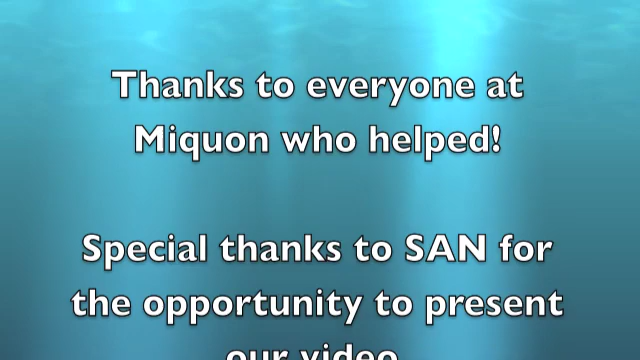 Thanks to everyone at
Miquon who helped!
Special thanks to SAN for
the opportunity to present
our video